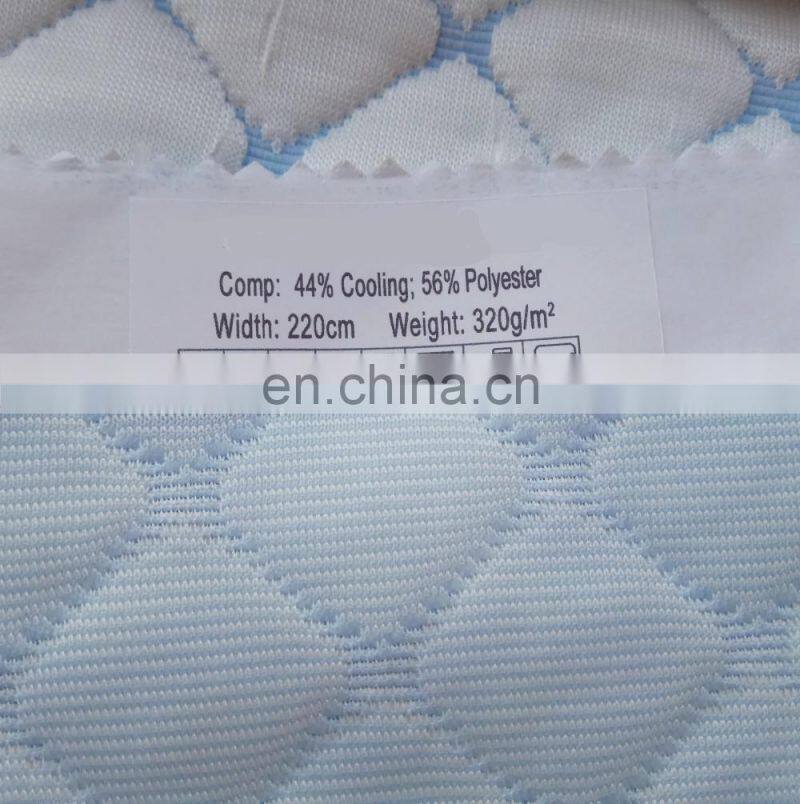 Comp: 44% Cooling; 56% Polyester
Width: 220cm Weight: 320g/m²
en.china.cn